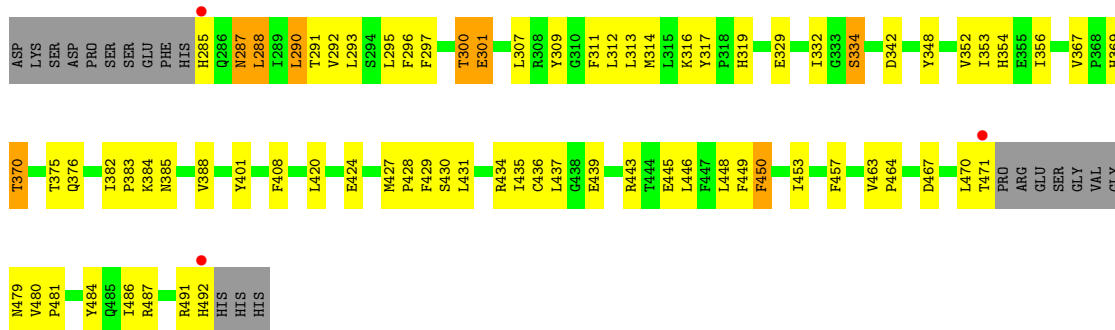 ASP LYS SER ASP PRO SER SER GLU PHE HIS H285 Q286 N287 L288 I289 L290 T291 V292 L293 S294 L295 F296 F297 T300 E301 L307 R308 Y309 G310 F311 L312 L313 M314 L315 K316 Y317 P318 H319 E329 I332 G333 S334 D342 Y348 V352 I353 H354 E355 I356 V367 P368 H369
T370 T375 Q376 I382 P383 K384 N385 V388 Y401 F408 L420 E424 M427 P428 F429 S430 L431 R434 I435 C436 L437 G438 E439 R443 T444 E445 L446 F447 L448 F449 F450 I453 F457 V463 P464 D467 L470 T471 PRO ARG GLU SER GLY VAL GLY
N479 V480 P481 Y484 Q485 I486 R487 R491 H492 HIS HIS HIS